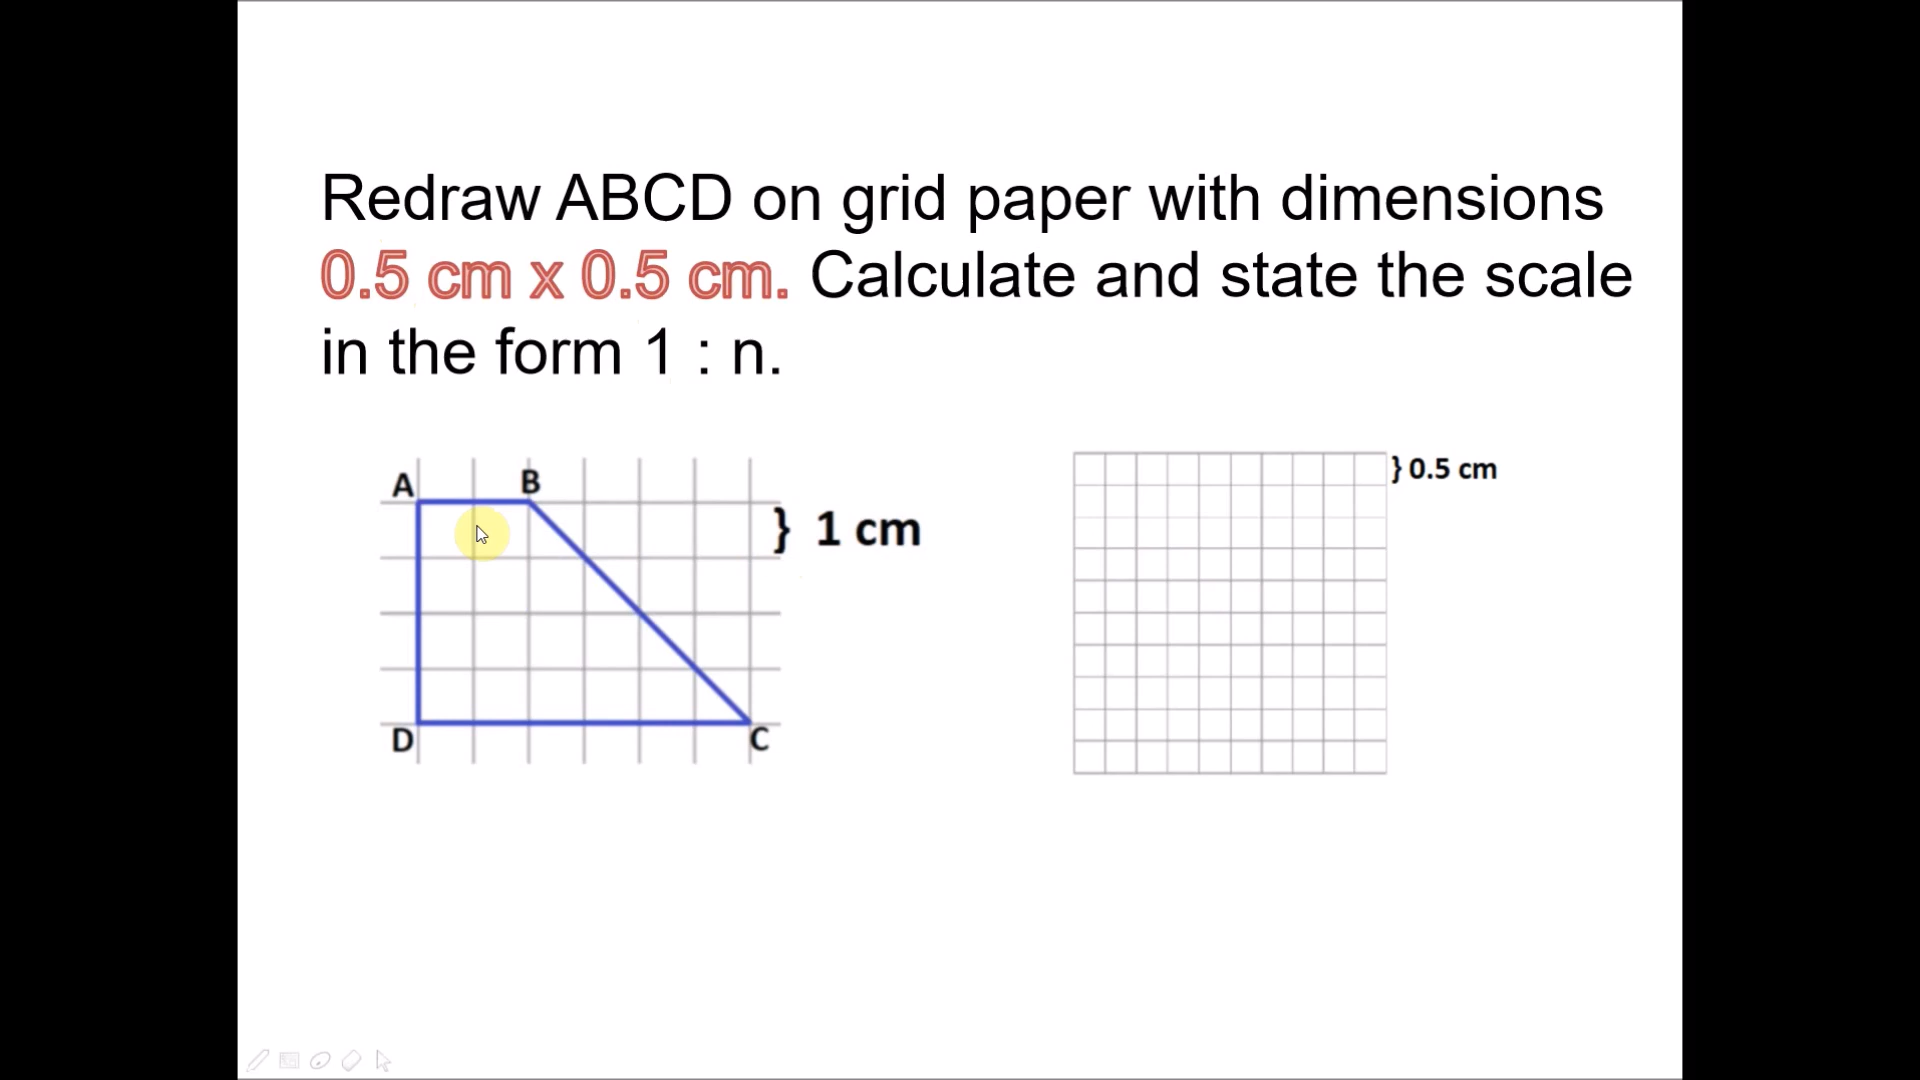 Redraw ABCD on grid paper with dimensions
0.5 cm x 0.5 cm. Calculate and state the scale
in the form 1 : n.
A B
} 1 cm
D C
} 0.5 cm